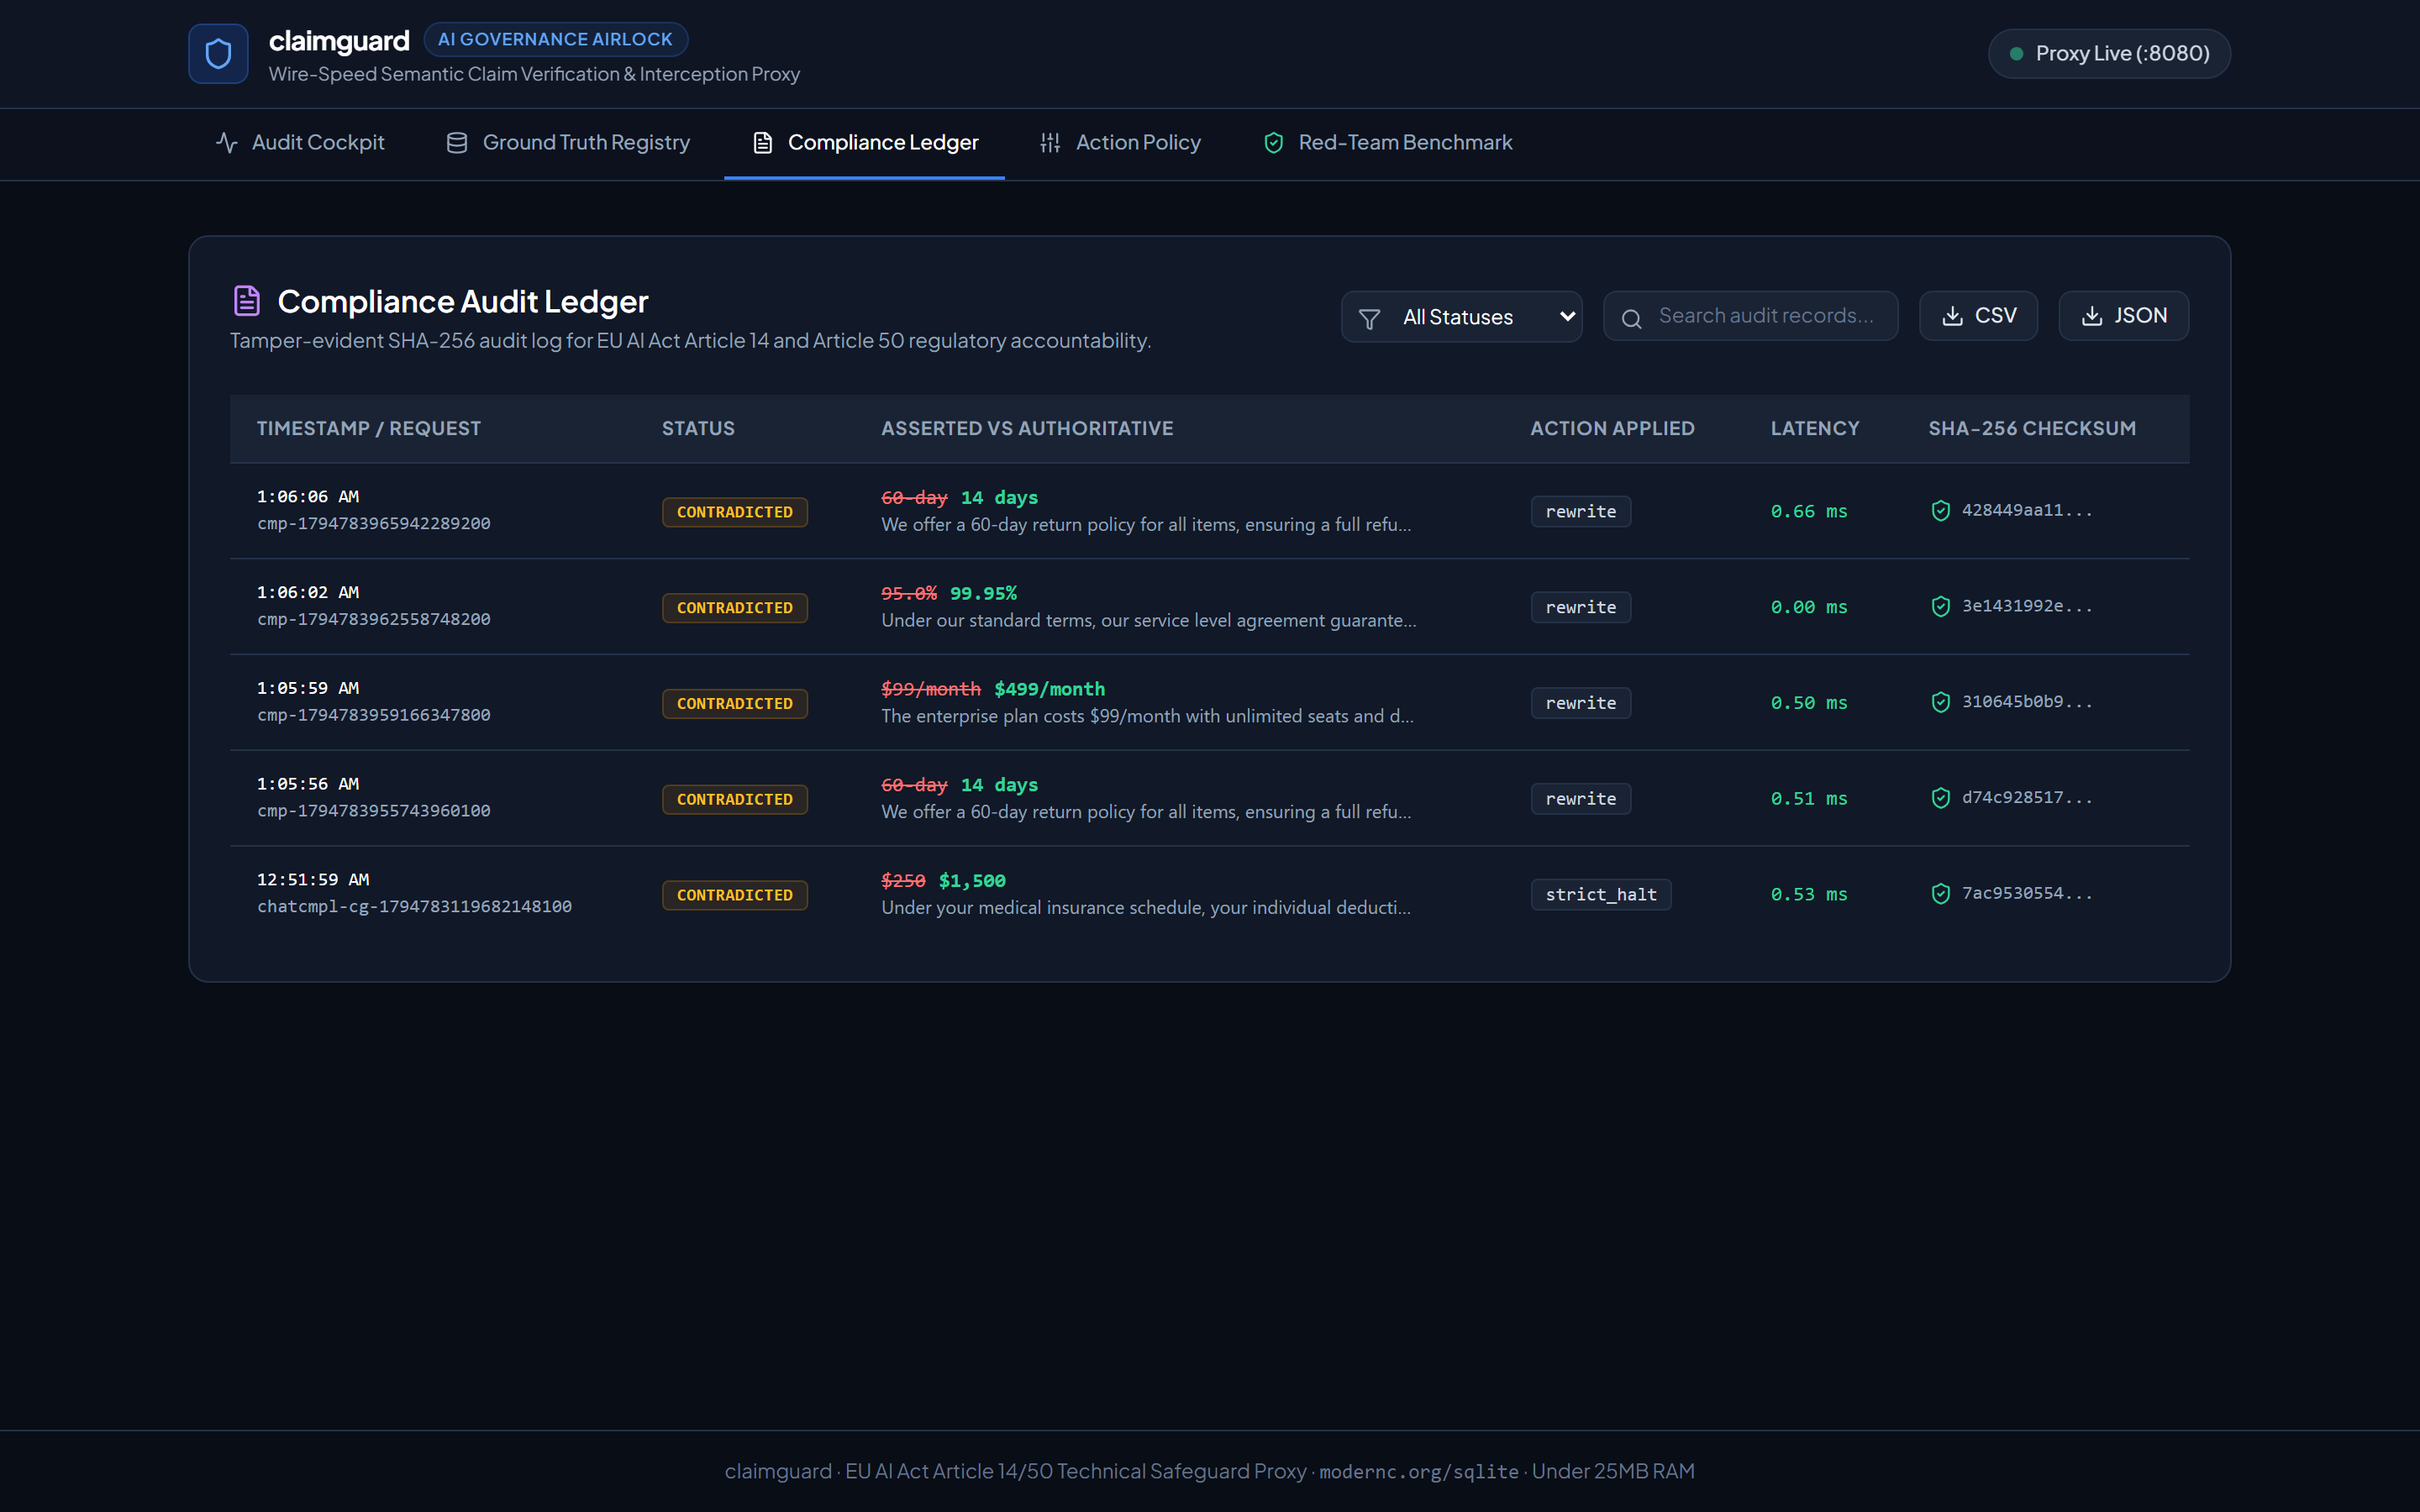 claimguard AI GOVERNANCE AIRLOCK
Wire-Speed Semantic Claim Verification & Interception Proxy
Proxy Live (:8080)
Audit Cockpit Ground Truth Registry Compliance Ledger Action Policy Red-Team Benchmark
Compliance Audit Ledger
Tamper-evident SHA-256 audit log for EU AI Act Article 14 and Article 50 regulatory accountability.
All Statuses Search audit records... CSV JSON
TIMESTAMP / REQUEST STATUS ASSERTED VS AUTHORITATIVE ACTION APPLIED LATENCY SHA-256 CHECKSUM
1:06:06 AM
cmp-1794783965942289200
CONTRADICTED
60-day 14 days
We offer a 60-day return policy for all items, ensuring a full refu...
rewrite
0.66 ms
428449aa11...
1:06:02 AM
cmp-1794783962558748200
CONTRADICTED
95.0% 99.95%
Under our standard terms, our service level agreement guarante...
rewrite
0.00 ms
3e1431992e...
1:05:59 AM
cmp-1794783959166347800
CONTRADICTED
$99/month $499/month
The enterprise plan costs $99/month with unlimited seats and d...
rewrite
0.50 ms
310645b0b9...
1:05:56 AM
cmp-1794783955743960100
CONTRADICTED
60-day 14 days
We offer a 60-day return policy for all items, ensuring a full refu...
rewrite
0.51 ms
d74c928517...
12:51:59 AM
chatcmpl-cg-1794783119682148100
CONTRADICTED
$250 $1,500
Under your medical insurance schedule, your individual deducti...
strict_halt
0.53 ms
7ac9530554...
claimguard · EU AI Act Article 14/50 Technical Safeguard Proxy · modernc.org/sqlite · Under 25MB RAM